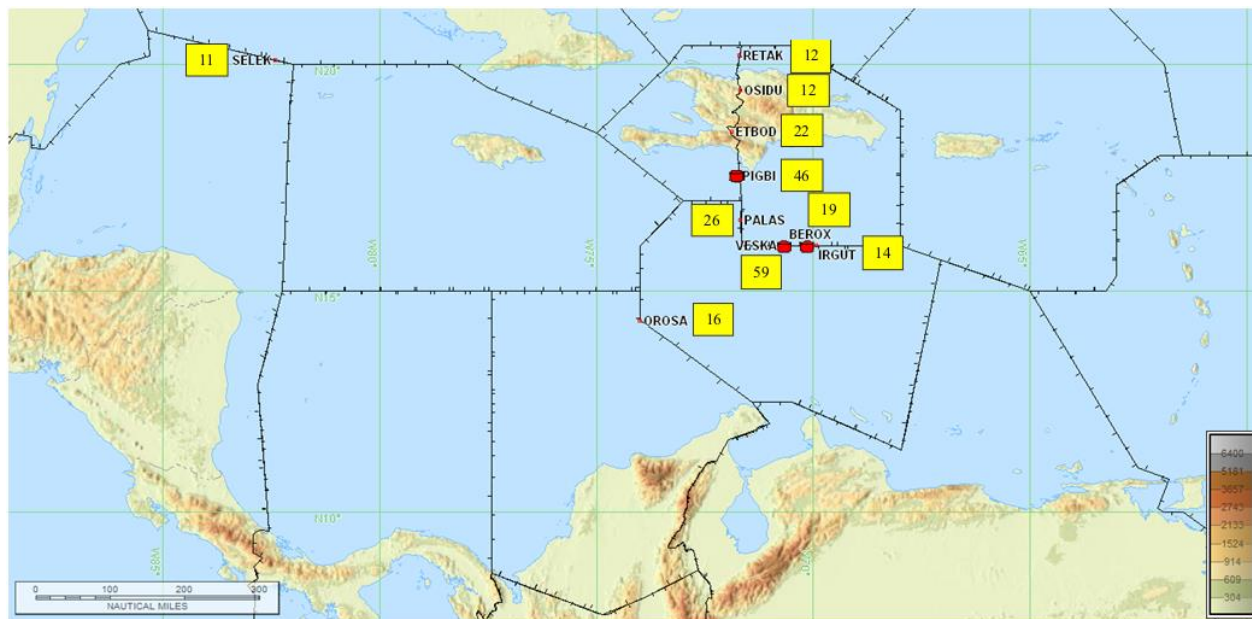 11 SELEK
RETAK 12
N20°
OSIDU 12
ETBOD 22
PIGBI 46
19
26 PALAS
BEROX
VESKA
IRGUT 14
59
W85°
W80°
W75°
W70°
W65°
N15°
OROSA 16
N10°
0 100 200 300
NAUTICAL MILES
6400
5181
3657
2743
2133
1524
914
609
304